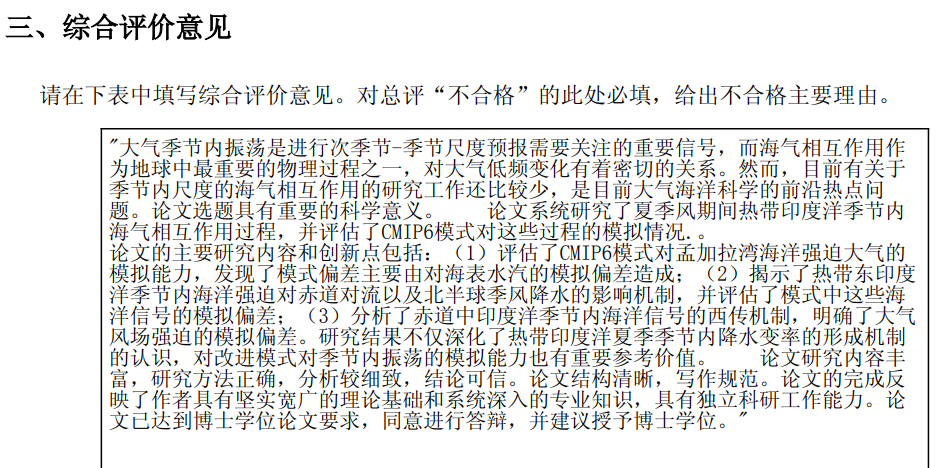 三、综合评价意见
请在下表中填写综合评价意见。对总评“不合格”的此处必填，给出不合格主要理由。
"大气季节内振荡是进行次季节-季节尺度预报需要关注的重要信号，而海气相互作用作
为地球中最重要的物理过程之一，对大气低频变化有着密切的关系。然而，目前有关于
季节内尺度的海气相互作用的研究工作还比较少，是目前大气海洋科学的前沿热点问
题。论文选题具有重要的科学意义。    论文系统研究了夏季风期间热带印度洋季节内
海气相互作用过程，并评估了CMIP6模式对这些过程的模拟情况.。
论文的主要研究内容和创新点包括：（1）评估了CMIP6模式对孟加拉湾海洋强迫大气的
模拟能力，发现了模式偏差主要由对海表水汽的模拟偏差造成；（2）揭示了热带东印度
洋季节内海洋强迫对赤道对流以及北半球季风降水的影响机制，并评估了模式中这些海
洋信号的模拟偏差；（3）分析了赤道中印度洋季节内海洋信号的西传机制，明确了大气
风场强迫的模拟偏差。研究结果不仅深化了热带印度洋夏季季节内降水变率的形成机制
的认识，对改进模式对季节内振荡的模拟能力也有重要参考价值。    论文研究内容丰
富，研究方法正确，分析较细致，结论可信。论文结构清晰，写作规范。论文的完成反
映了作者具有坚实宽广的理论基础和系统深入的专业知识，具有独立科研工作能力。论
文已达到博士学位论文要求，同意进行答辩，并建议授予博士学位。"